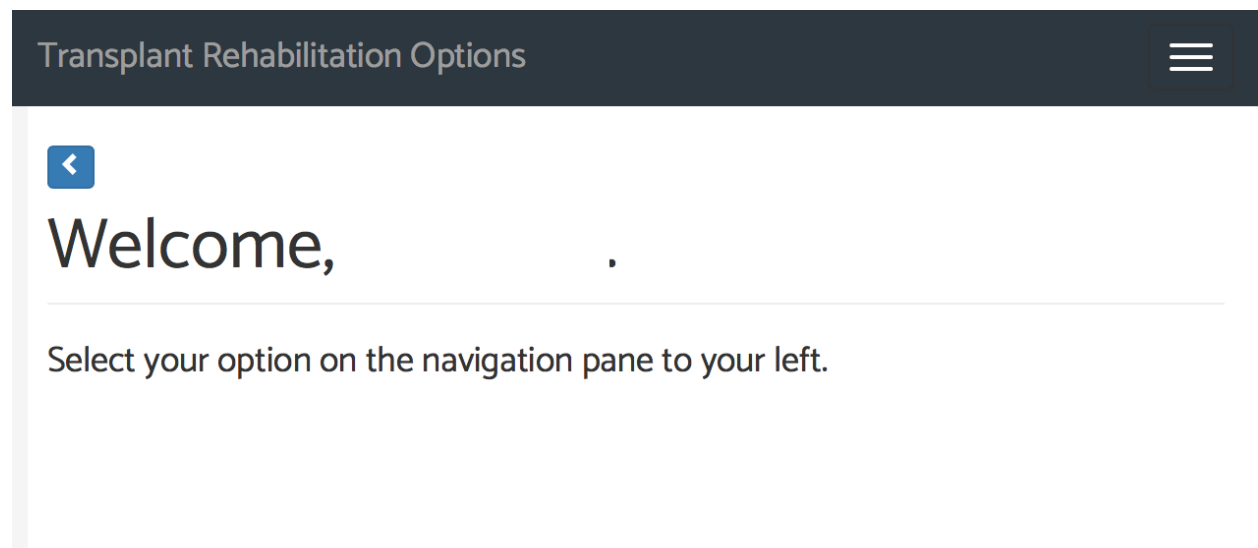 Transplant Rehabilitation Options
Welcome, .
Select your option on the navigation pane to your left.